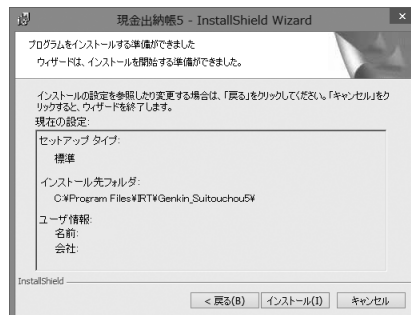 現金出納帳5 - InstallShield Wizard
×
プログラムをインストールする準備ができました
ウィザードは、インストールを開始する準備ができました。
インストールの設定を参照したり変更する場合は、「戻る」をクリックしてください。「キャンセル」をク
リックすると、ウィザードを終了します。
現在の設定:
セットアップ タイプ:
標準
インストール先フォルダ:
C:¥Program Files¥IRT¥Genkin_Suitouchou5¥
ユーザ情報:
名前:
会社:
InstallShield
< 戻る(B) インストール(I) キャンセル